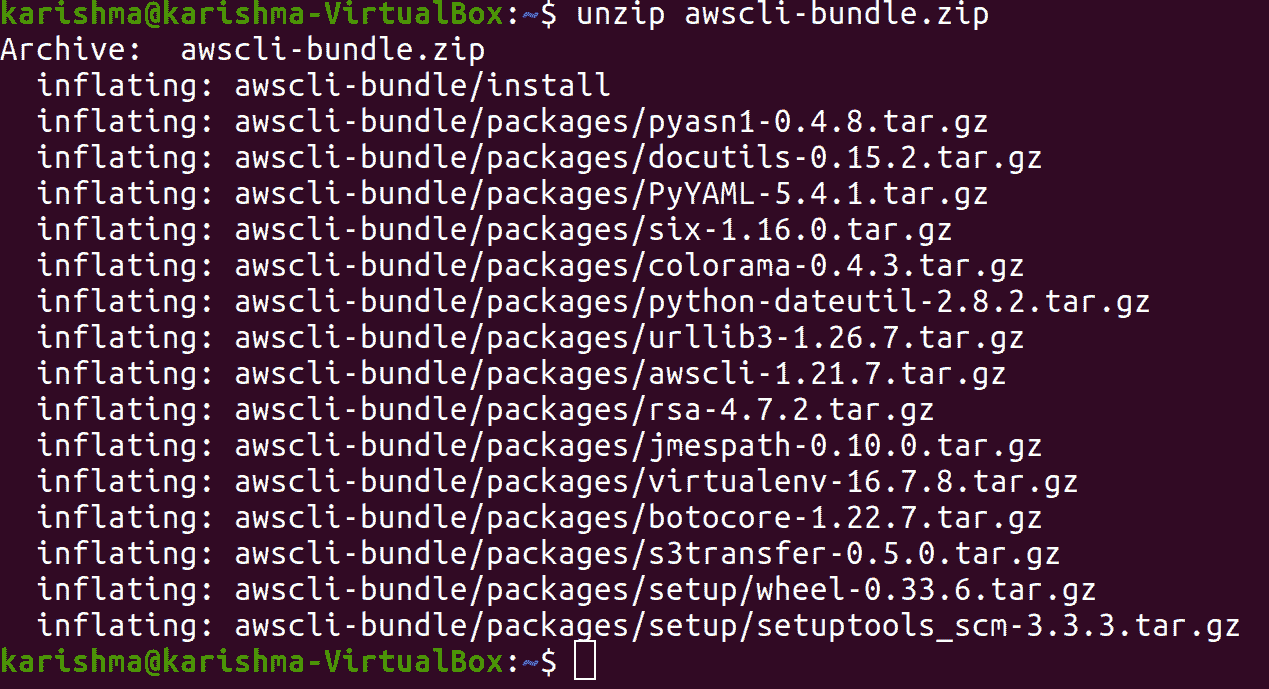 karishma@karishma-VirtualBox:~$ unzip awscli-bundle.zip
Archive:  awscli-bundle.zip
  inflating: awscli-bundle/install
  inflating: awscli-bundle/packages/pyasn1-0.4.8.tar.gz
  inflating: awscli-bundle/packages/docutils-0.15.2.tar.gz
  inflating: awscli-bundle/packages/PyYAML-5.4.1.tar.gz
  inflating: awscli-bundle/packages/six-1.16.0.tar.gz
  inflating: awscli-bundle/packages/colorama-0.4.3.tar.gz
  inflating: awscli-bundle/packages/python-dateutil-2.8.2.tar.gz
  inflating: awscli-bundle/packages/urllib3-1.26.7.tar.gz
  inflating: awscli-bundle/packages/awscli-1.21.7.tar.gz
  inflating: awscli-bundle/packages/rsa-4.7.2.tar.gz
  inflating: awscli-bundle/packages/jmespath-0.10.0.tar.gz
  inflating: awscli-bundle/packages/virtualenv-16.7.8.tar.gz
  inflating: awscli-bundle/packages/botocore-1.22.7.tar.gz
  inflating: awscli-bundle/packages/s3transfer-0.5.0.tar.gz
  inflating: awscli-bundle/packages/setup/wheel-0.33.6.tar.gz
  inflating: awscli-bundle/packages/setup/setuptools_scm-3.3.3.tar.gz
karishma@karishma-VirtualBox:~$